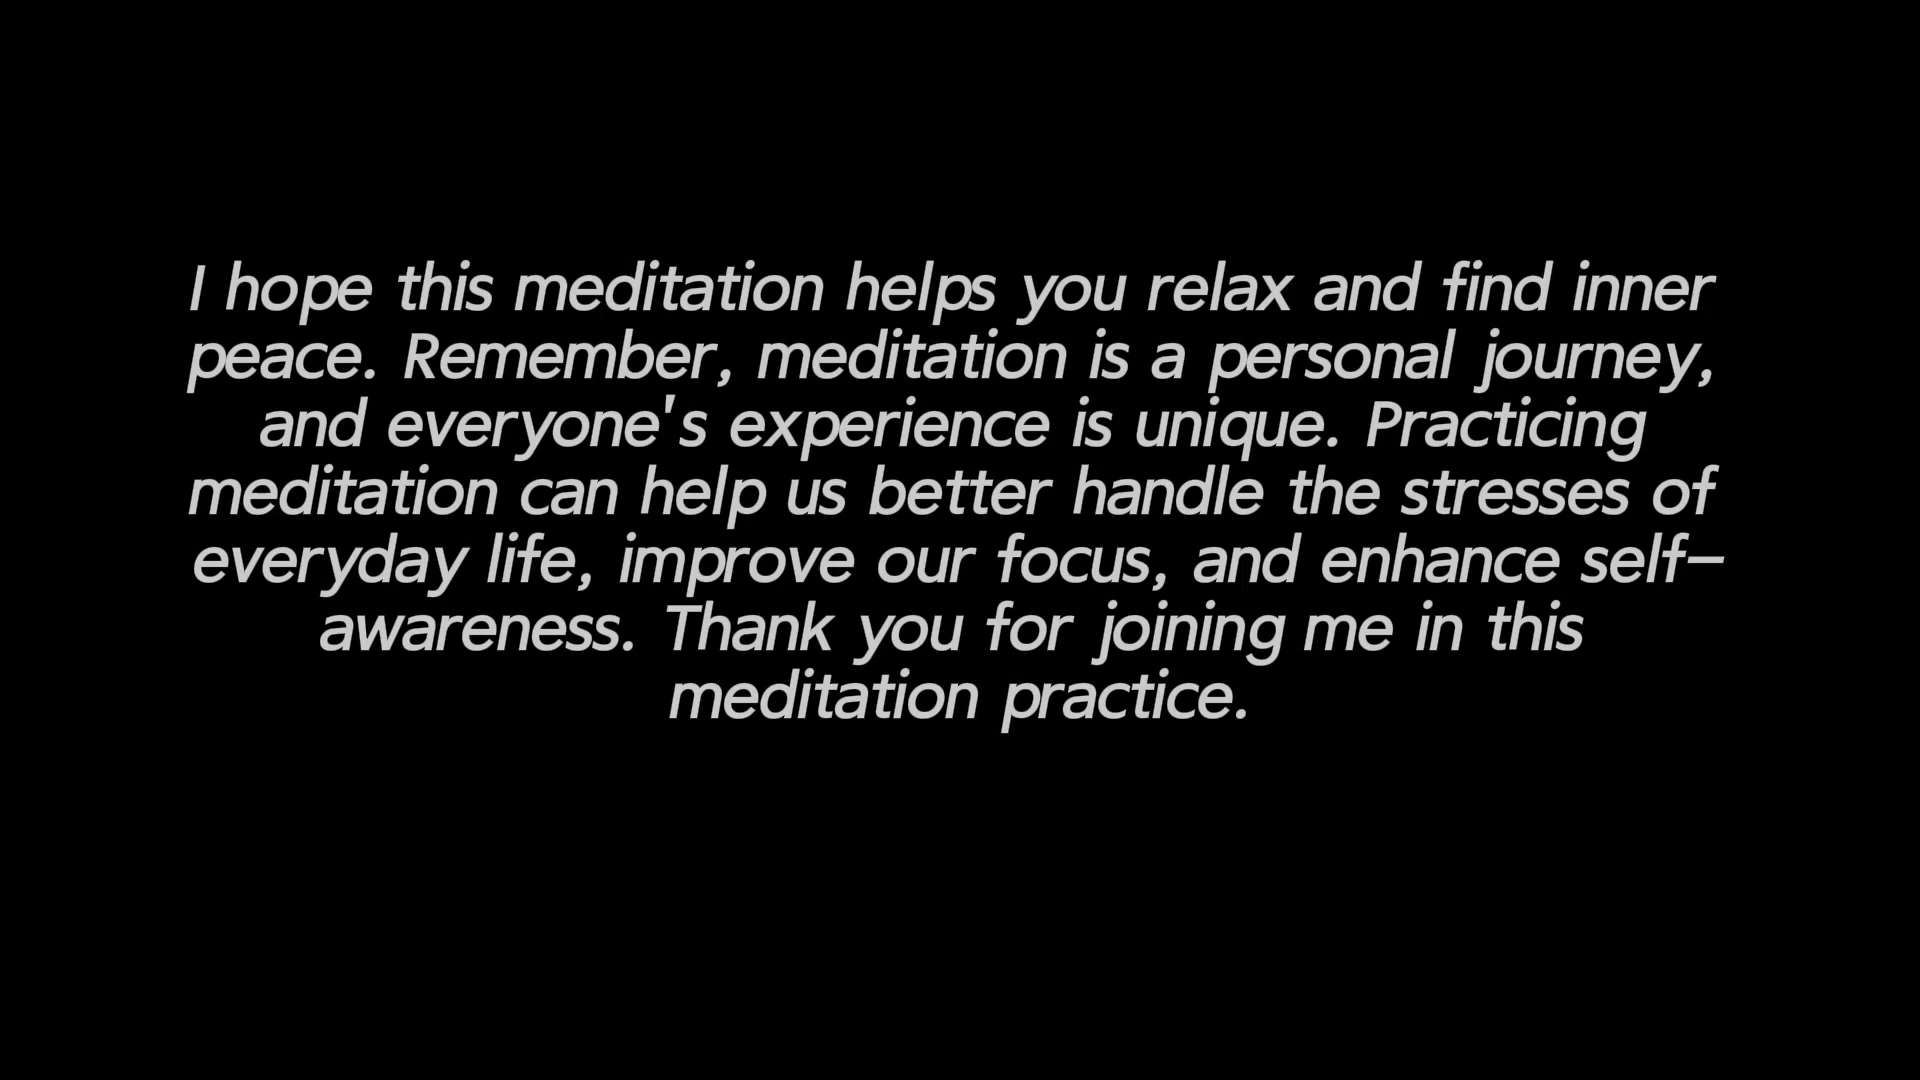 I hope this meditation helps you relax and find inner
peace. Remember, meditation is a personal journey,
and everyone's experience is unique. Practicing
meditation can help us better handle the stresses of
everyday life, improve our focus, and enhance self-
awareness. Thank you for joining me in this
meditation practice.